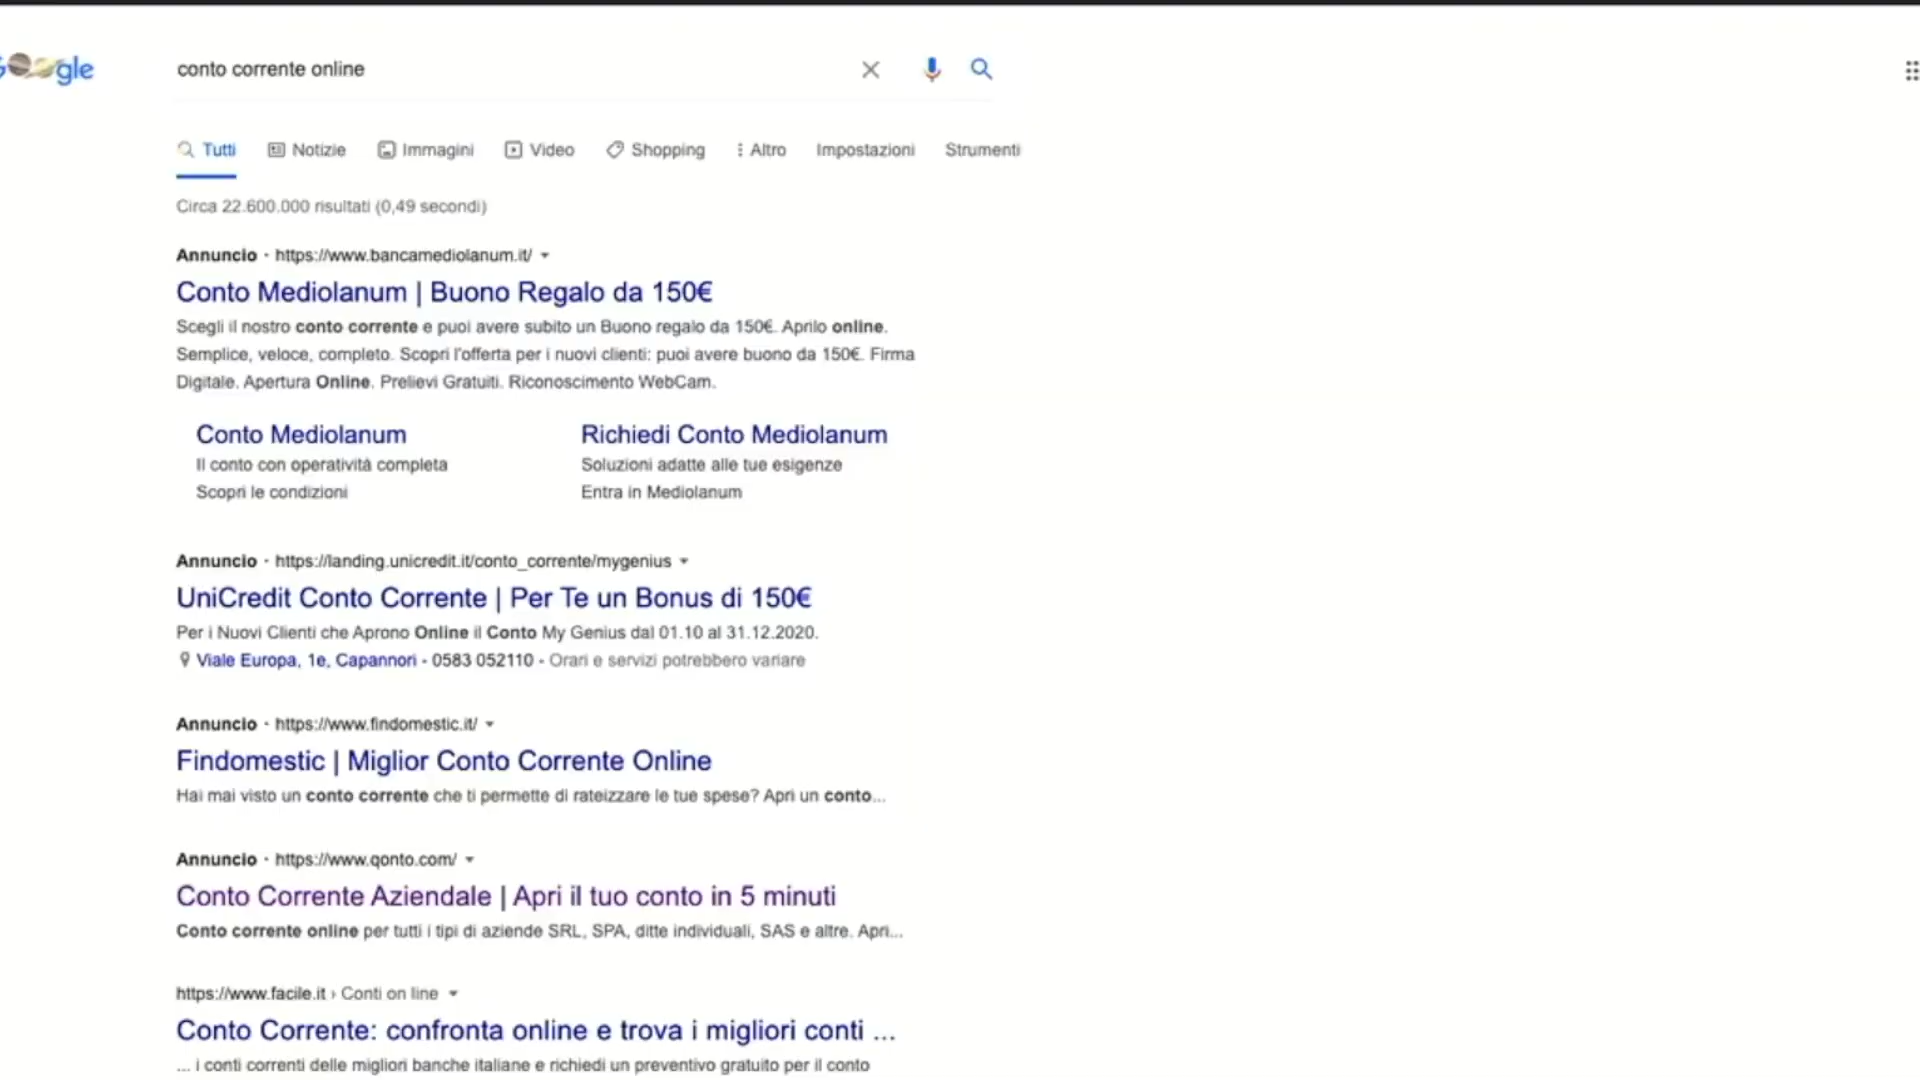 Google
conto corrente online
Tutti Notizie Immagini Video Shopping Altro Impostazioni Strumenti
Circa 22.600.000 risultati (0,49 secondi)
Annuncio · https://www.bancamediolanum.it/
Conto Mediolanum | Buono Regalo da 150€
Scegli il nostro conto corrente e puoi avere subito un Buono regalo da 150€. Aprilo online.
Semplice, veloce, completo. Scopri l'offerta per i nuovi clienti: puoi avere buono da 150€. Firma
Digitale. Apertura Online. Prelievi Gratuiti. Riconoscimento WebCam.
Conto Mediolanum
Il conto con operatività completa
Scopri le condizioni
Richiedi Conto Mediolanum
Soluzioni adatte alle tue esigenze
Entra in Mediolanum
Annuncio · https://landing.unicredit.it/conto_corrente/mygenius
UniCredit Conto Corrente | Per Te un Bonus di 150€
Per i Nuovi Clienti che Aprono Online il Conto My Genius dal 01.10 al 31.12.2020.
Viale Europa, 1e, Capannori - 0583 052110 - Orari e servizi potrebbero variare
Annuncio · https://www.findomestic.it/
Findomestic | Miglior Conto Corrente Online
Hai mai visto un conto corrente che ti permette di rateizzare le tue spese? Apri un conto...
Annuncio · https://www.qonto.com/
Conto Corrente Aziendale | Apri il tuo conto in 5 minuti
Conto corrente online per tutti i tipi di aziende SRL, SPA, ditte individuali, SAS e altre. Apri...
https://www.facile.it › Conti on line
Conto Corrente: confronta online e trova i migliori conti ...
... i conti correnti delle migliori banche italiane e richiedi un preventivo gratuito per il conto